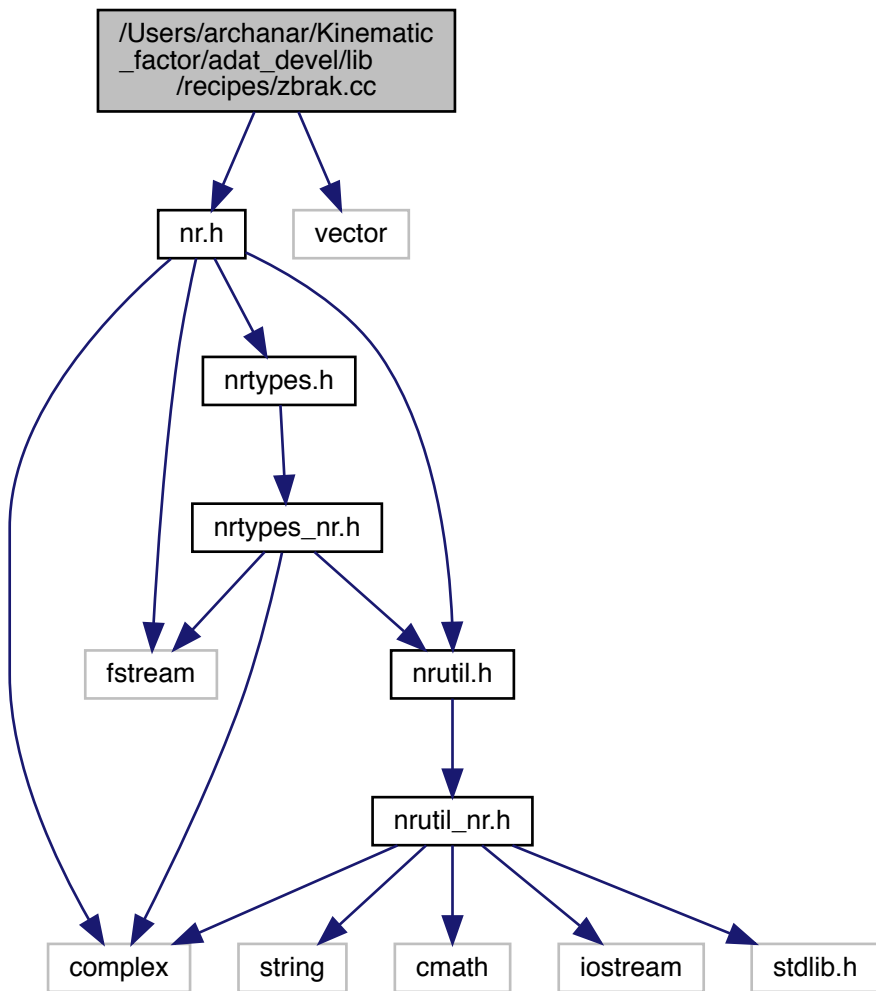 /Users/archanar/Kinematic
_factor/adat_devel/lib
/recipes/zbrak.cc
nr.h
vector
nrtypes.h
nrtypes_nr.h
fstream
nrutil.h
nrutil_nr.h
complex
string
cmath
iostream
stdlib.h